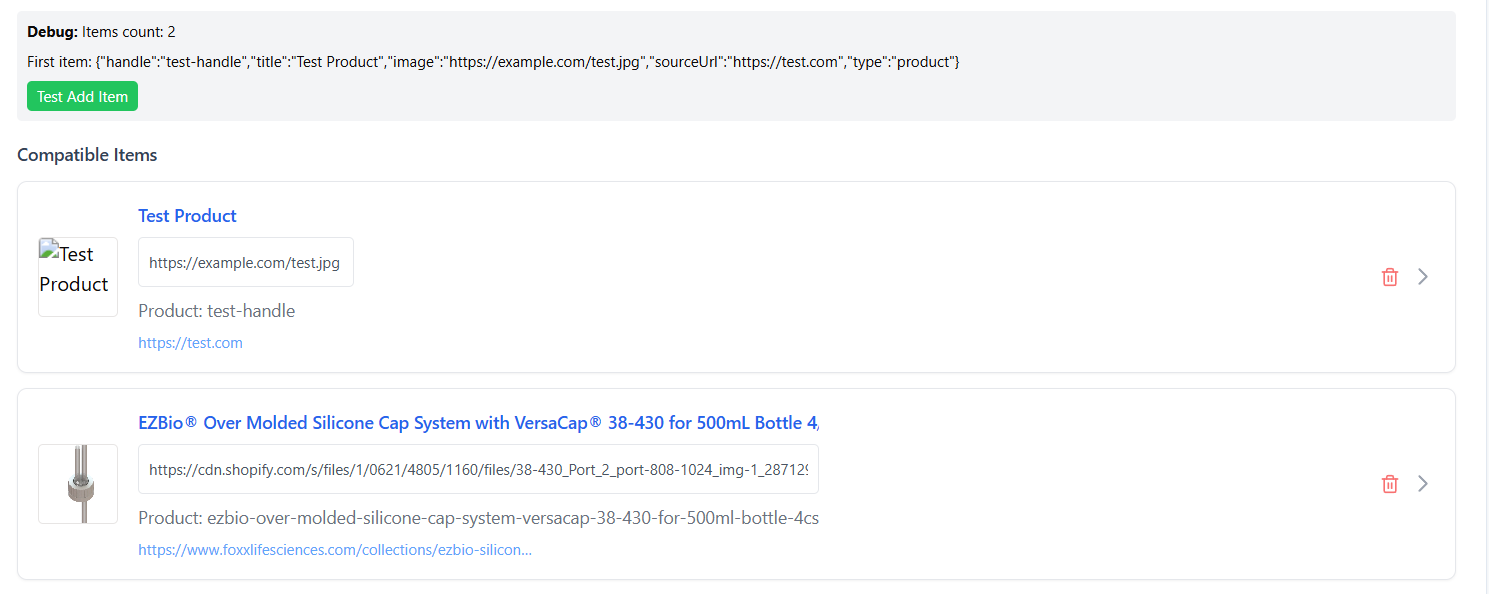 Debug: Items count: 2
First item: {"handle":"test-handle","title":"Test Product","image":"https://example.com/test.jpg","sourceUrl":"https://test.com","type":"product"}
Test Add Item
Compatible Items
Test Product
Test
Product
https://example.com/test.jpg
Product: test-handle
https://test.com
EZBio® Over Molded Silicone Cap System with VersaCap® 38-430 for 500mL Bottle 4,
https://cdn.shopify.com/s/files/1/0621/4805/1160/files/38-430_Port_2_port-808-1024_img-1_28712
Product: ezbio-over-molded-silicone-cap-system-versacap-38-430-for-500ml-bottle-4cs
https://www.foxxlifesciences.com/collections/ezbio-silicon...